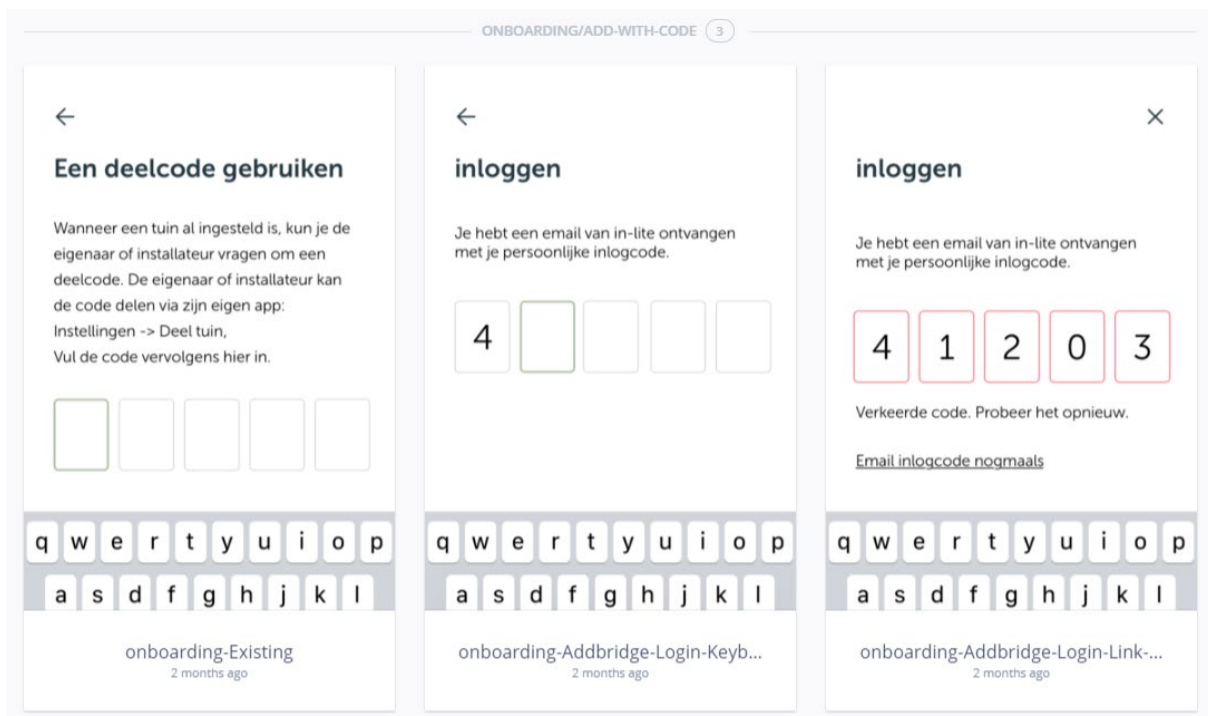 ONBOARDING/ADD-WITH-CODE 3
Een deelcode gebruiken
Wanneer een tuin al ingesteld is, kun je de
eigenaar of installateur vragen om een
deelcode. De eigenaar of installateur kan
de code delen via zijn eigen app:
Instellingen -> Deel tuin,
Vul de code vervolgens hier in.
q w e r t y u i o p
a s d f g h j k l
onboarding-Existing
2 months ago
inloggen
Je hebt een email van in-lite ontvangen
met je persoonlijke inlogcode.
4
q w e r t y u i o p
a s d f g h j k l
onboarding-Addbridge-Login-Keyb...
2 months ago
inloggen
Je hebt een email van in-lite ontvangen
met je persoonlijke inlogcode.
4 1 2 0 3
Verkeerde code. Probeer het opnieuw.
Email inlogcode nogmaals
q w e r t y u i o p
a s d f g h j k l
onboarding-Addbridge-Login-Link-...
2 months ago